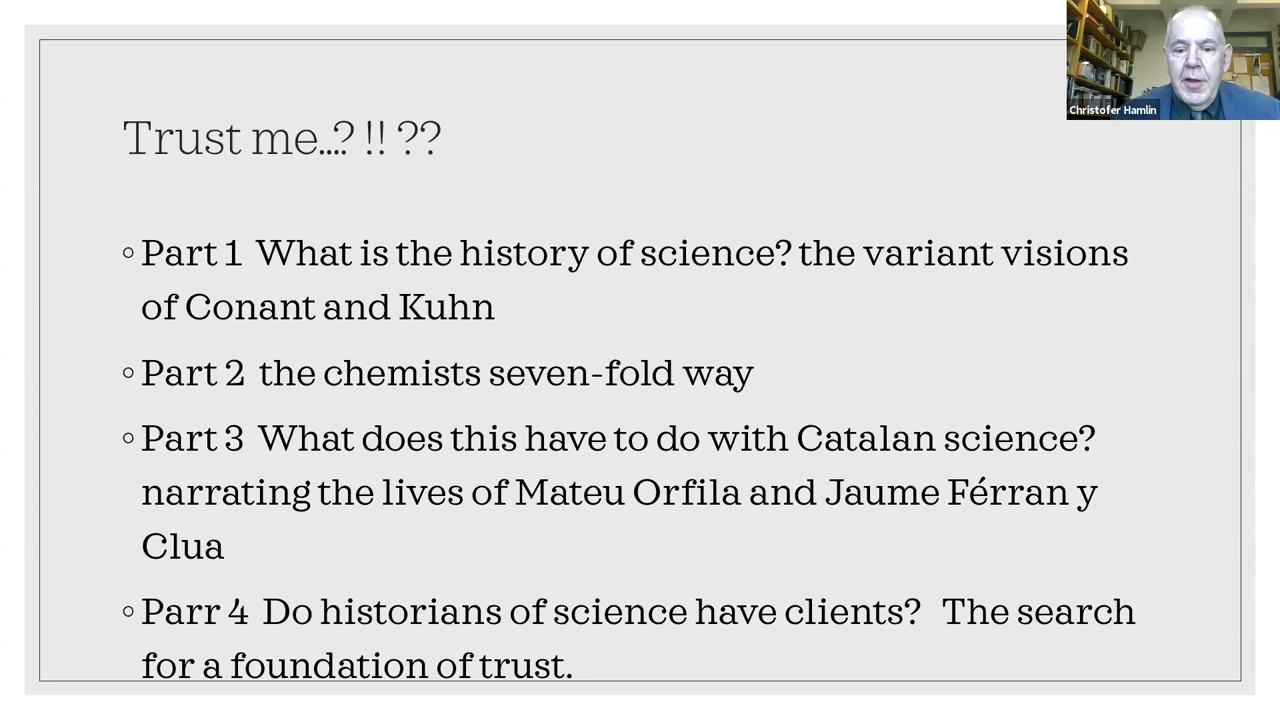 Christofer Hamlin
Trust me...? !! ??
◦ Part 1  What is the history of science? the variant visions
of Conant and Kuhn
◦ Part 2  the chemists seven-fold way
◦ Part 3  What does this have to do with Catalan science?
narrating the lives of Mateu Orfila and Jaume Férran y
Clua
◦ Parr 4  Do historians of science have clients?   The search
for a foundation of trust.